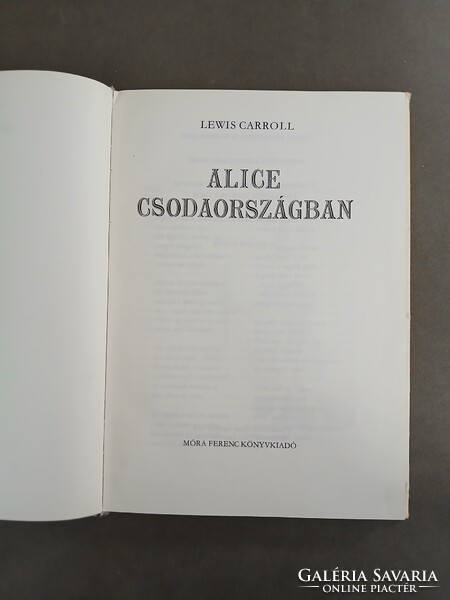 LEWIS CARROLL
ALICE
CSODAORSZÁGBAN
MÓRA FERENC KÖNYVKIADÓ
GALÉRIA SAVARIA
ONLINE PIACTÉR